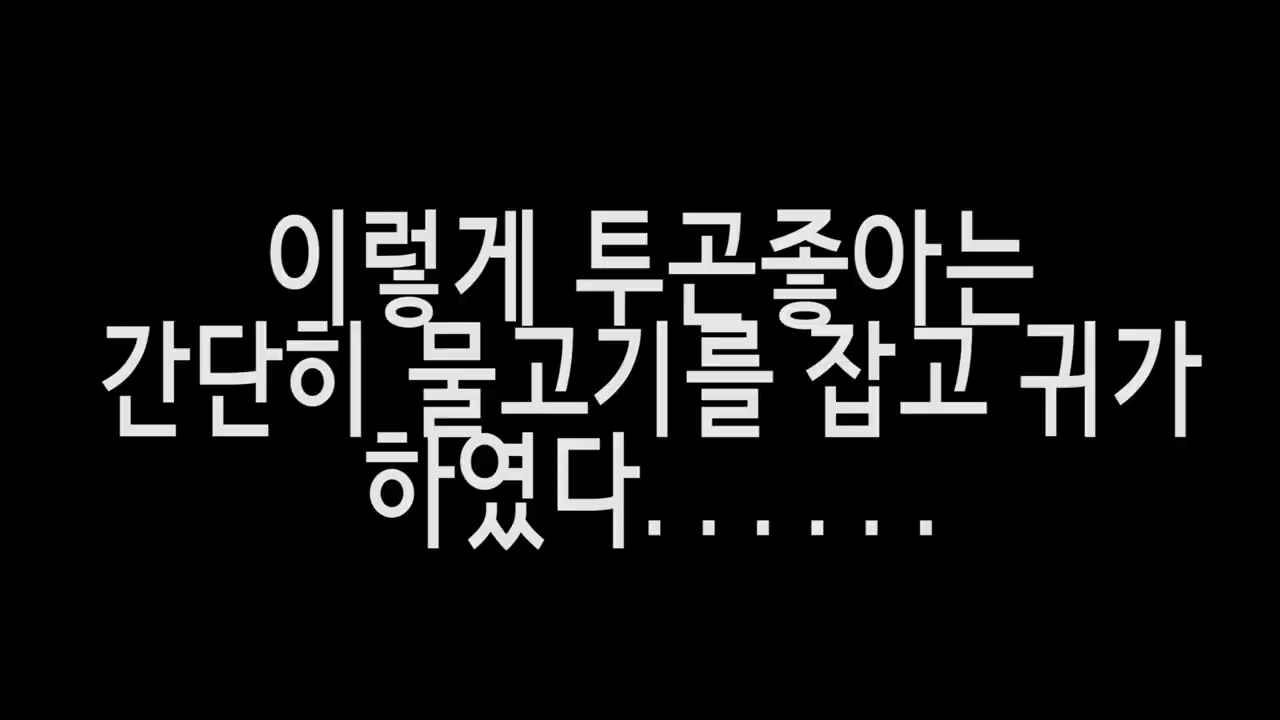 이렇게 투곤좋아는
간단히 물고기를 잡고 귀가
하였다......